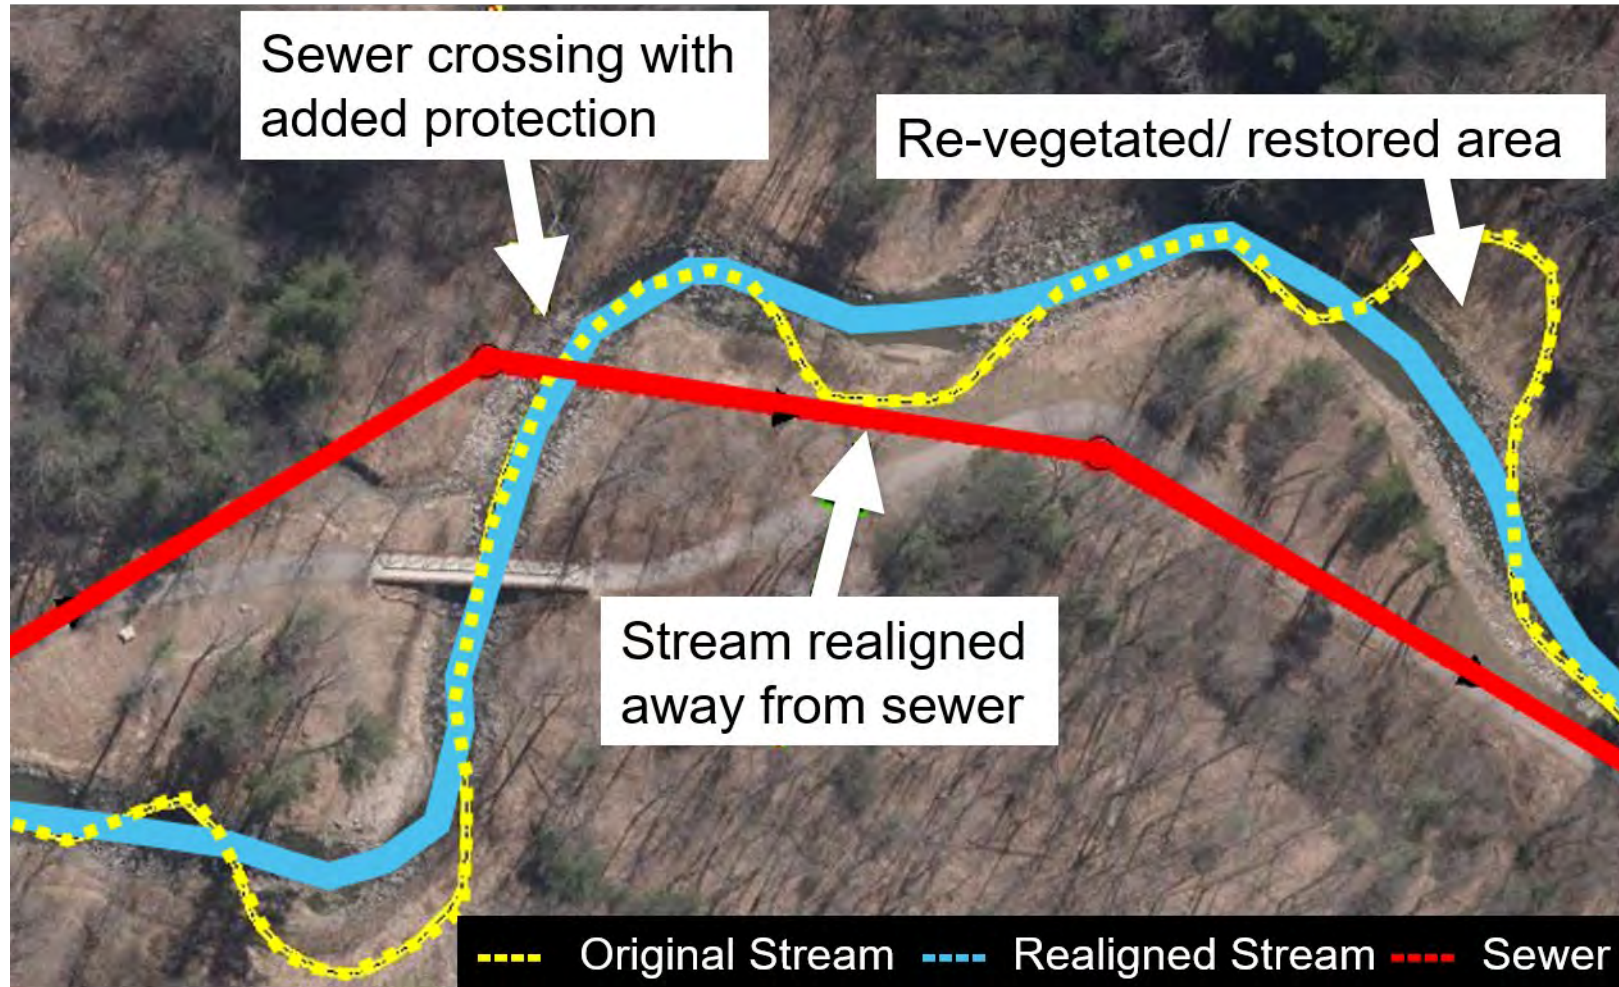 Sewer crossing with
added protection
Re-vegetated/ restored area
Stream realigned
away from sewer
Original Stream
Realigned Stream
Sewer